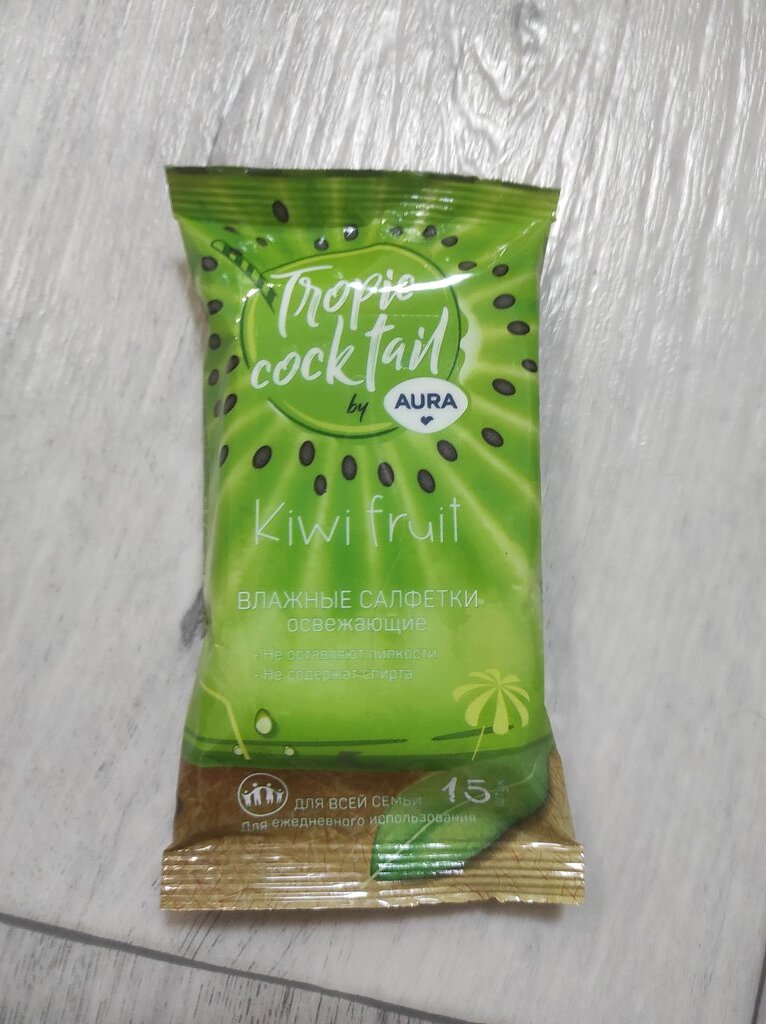 Tropic
cocktail
by AURA
Kiwi fruit
ВЛАЖНЫЕ САЛФЕТКИ
освежающие
• Не оставляют липкости
• Не содержат спирта
ДЛЯ ВСЕЙ СЕМЬИ
Для ежедневного использования
15 штук